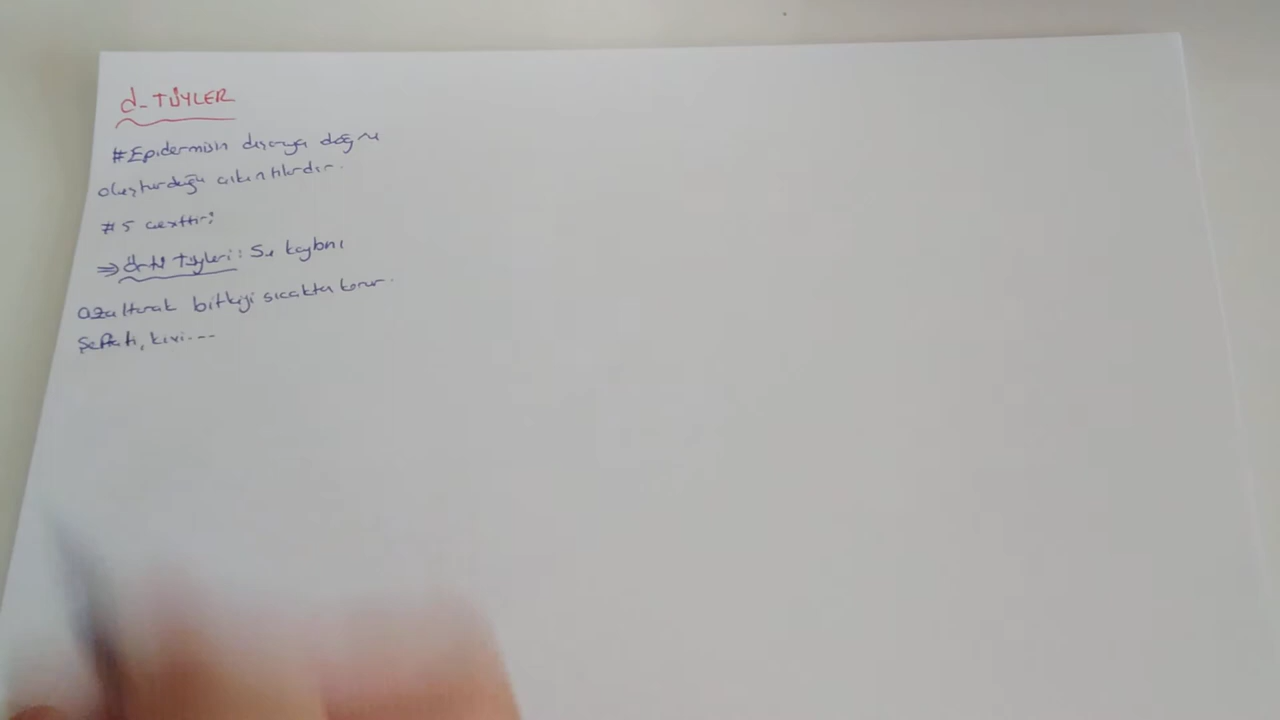 d- TÜYLER
#Epidermisin dışarıya doğru
oluşturduğu çıkıntılardır.
#5 çeşittir;
⇒ Örtü Tüyleri: Su kaybını
azaltarak bitkiyi sıcaktan korur.
Şeftali, kivi...